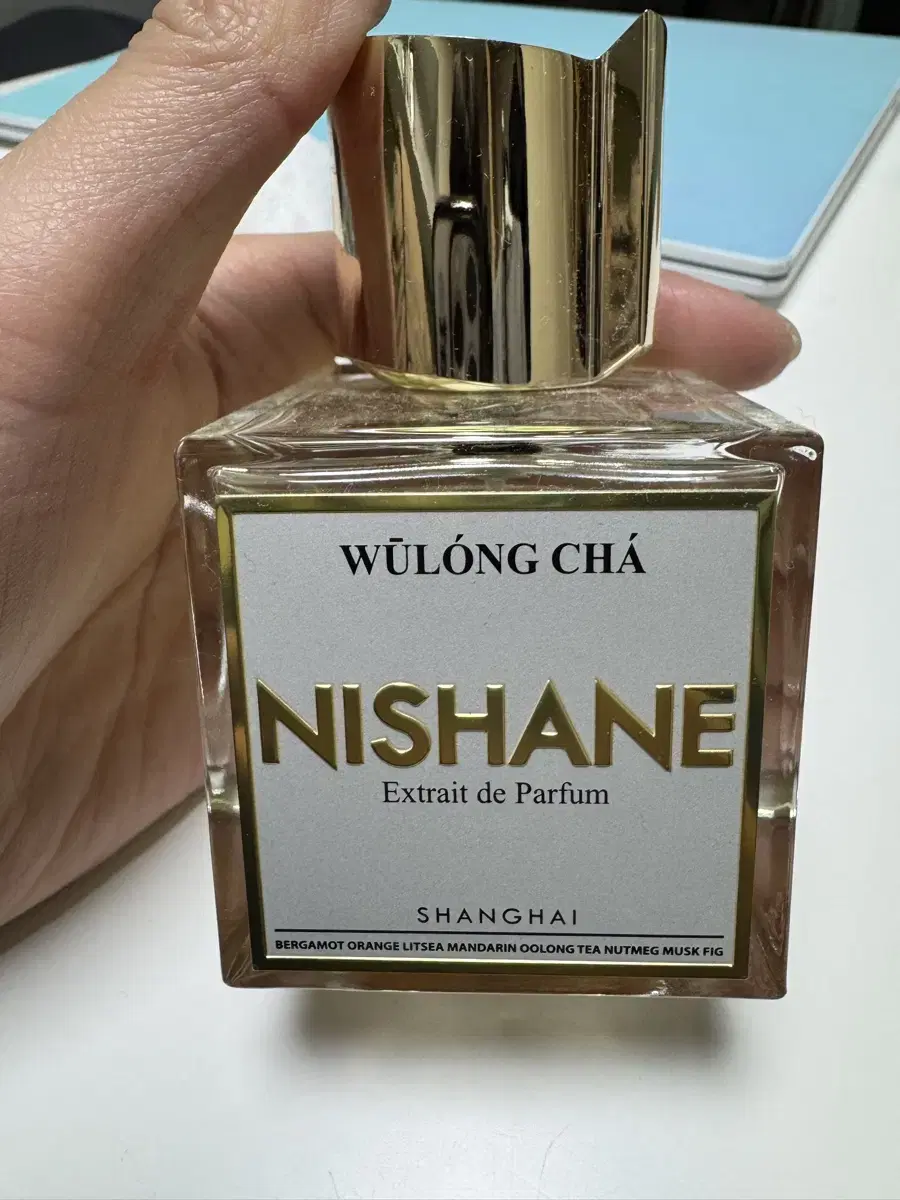 WŪLÓNG CHÁ
NISHANE
Extrait de Parfum
SHANGHAI
BERGAMOT ORANGE LITSEA MANDARIN OOLONG TEA NUTMEG MUSK FIG